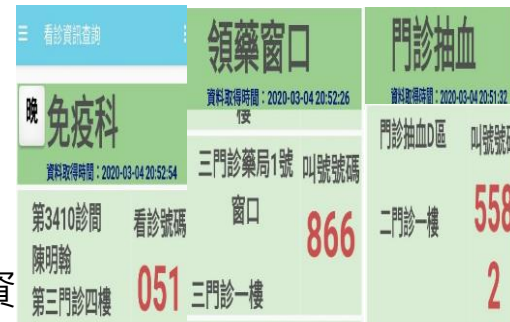 看診資訊查詢
晚 免疫科
資料取得時間：2020-03-04 20:52:54
第3410診間
陳明翰
第三門診四樓
看診號碼
051
領藥窗口
資料取得時間：2020-03-04 20:52:26
樓
三門診藥局1號
窗口
三門診一樓
叫號號碼
866
門診抽血
資料取得時間：2020-03-04 20:51:32
門診抽血D區
二門診一樓
叫號號碼
558
2
資